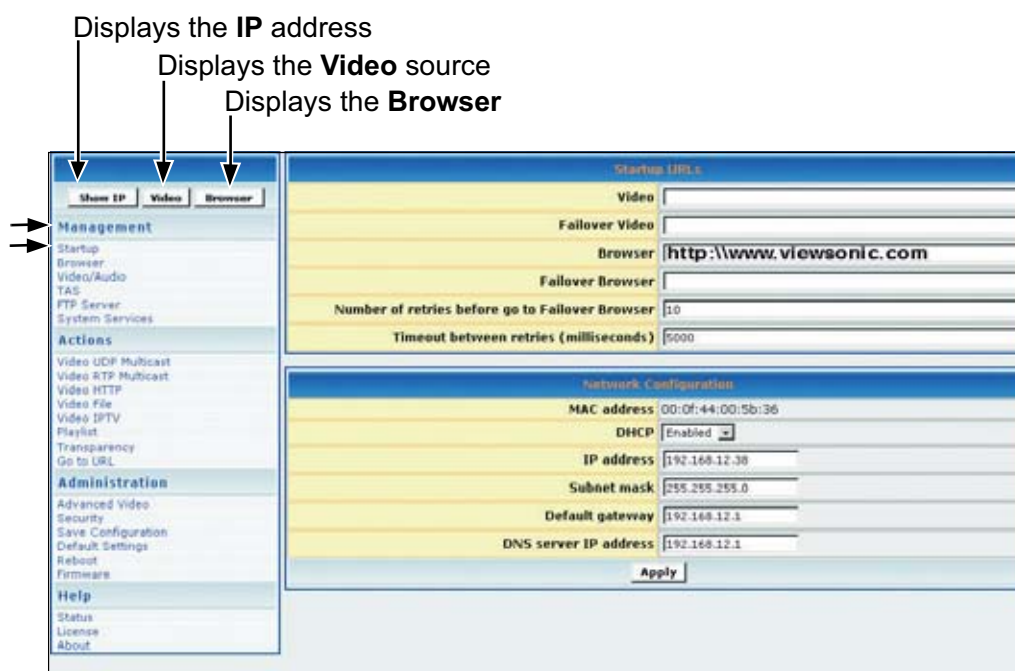 Displays the IP address
Displays the Video source
Displays the Browser
Show IP Video Browser
Management
Startup
Browser
Video/Audio
TAS
FTP Server
System Services
Actions
Video UDP Multicast
Video RTP Multicast
Video HTTP
Video File
Video IPTV
Playlist
Transparency
Go to URL
Administration
Advanced Video
Security
Save Configuration
Default Settings
Reboot
Firmware
Help
Status
License
About
Startup URLs
Video
Failover Video
Browser http:\\www.viewsonic.com
Failover Browser
Number of retries before go to Failover Browser 10
Timeout between retries (milliseconds) 5000
Network Configuration
MAC address 00:0f:44:00:5b:36
DHCP Enabled
IP address 192.168.12.38
Subnet mask 255.255.255.0
Default gateway 192.168.12.1
DNS server IP address 192.168.12.1
Apply